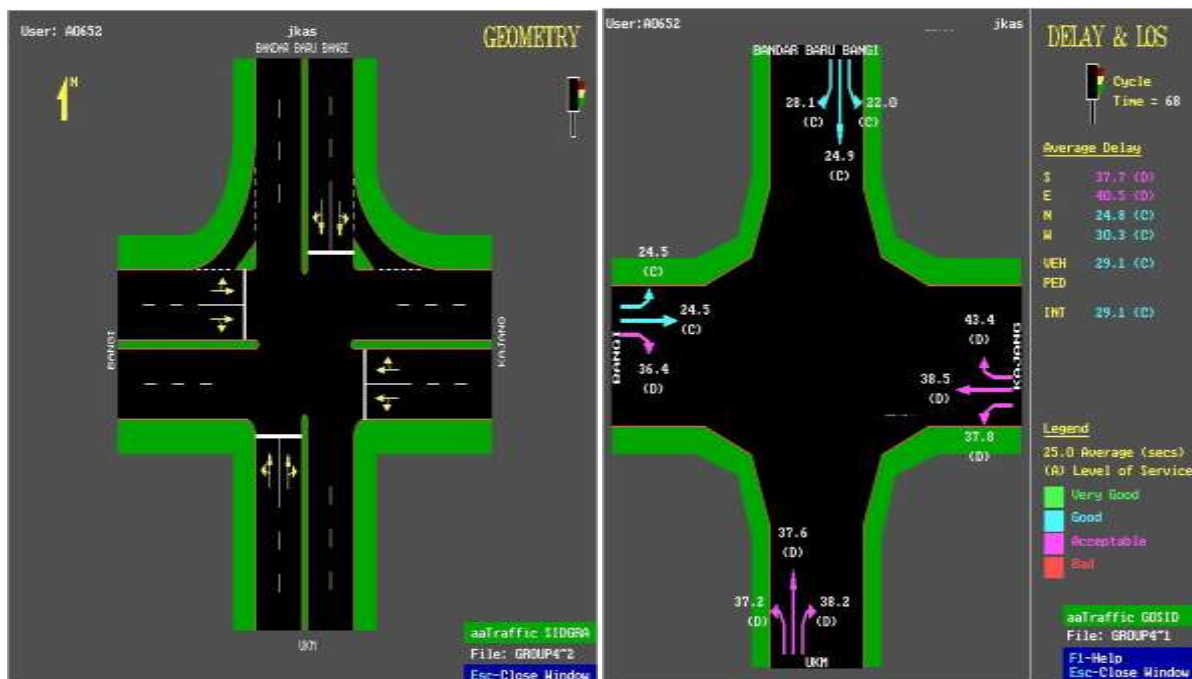 User: A0652
jkas
GEOMETRY
BANDAR BARU BANGI
N
BANGI
KAJANG
UKM
aaTraffic SIDRA
File: GROUP4~2
Esc-Close Window
User:A0652
jkas
DELAY & LOS
BANDAR BARU BANGI
Cycle
Time = 68
28.1
(C)
22.0
(C)
24.9
(C)
Average Delay
S 37.7 (D)
E 40.5 (D)
N 24.8 (C)
W 30.3 (C)
VEH 29.1 (C)
PED
INT 29.1 (C)
24.5
(C)
24.5
(C)
36.4
(D)
BANGI
43.4
(D)
38.5
(D)
37.8
(D)
KAJANG
37.6
(D)
37.2
(D)
38.2
(D)
UKM
Legend
25.0 Average (secs)
(A) Level of Service
Very Good
Good
Acceptable
Bad
aaTraffic GOSID
File: GROUP4~1
F1-Help
Esc-Close Window